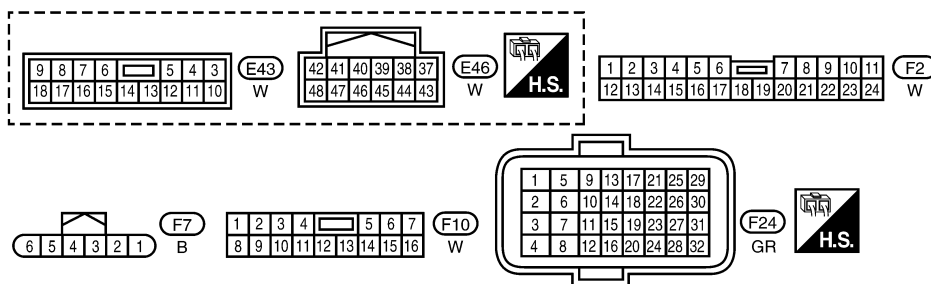 9 8 7 6 5 4 3
18 17 16 15 14 13 12 11 10
E43
W
42 41 40 39 38 37
48 47 46 45 44 43
E46
W
H.S.
1 2 3 4 5 6 7 8 9 10 11
12 13 14 15 16 17 18 19 20 21 22 23 24
F2
W
6 5 4 3 2 1
F7
B
1 2 3 4 5 6 7
8 9 10 11 12 13 14 15 16
F10
W
1 5 9 13 17 21 25 29
2 6 10 14 18 22 26 30
3 7 11 15 19 23 27 31
4 8 12 16 20 24 28 32
F24
GR
H.S.